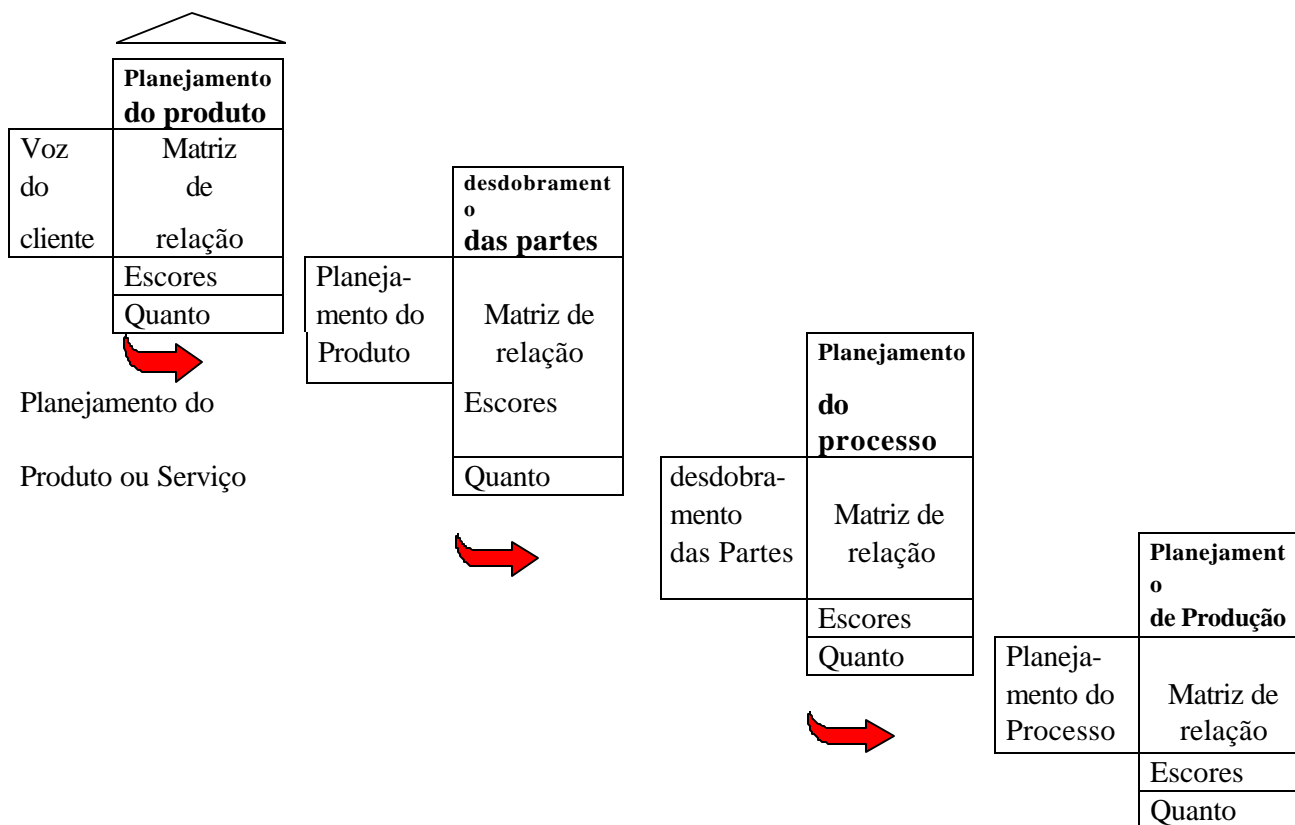 Planejamento
do produto
Voz
do
cliente
Matriz
de
relação
Escores
Quanto
Planejamento do
Produto ou Serviço
desdobrament
o
das partes
Planeja-
mento do
Produto
Matriz de
relação
Escores
Quanto
Planejamento
do
processo
desdobra-
mento
das Partes
Matriz de
relação
Escores
Quanto
Planejament
o
de Produção
Planeja-
mento do
Processo
Matriz de
relação
Escores
Quanto